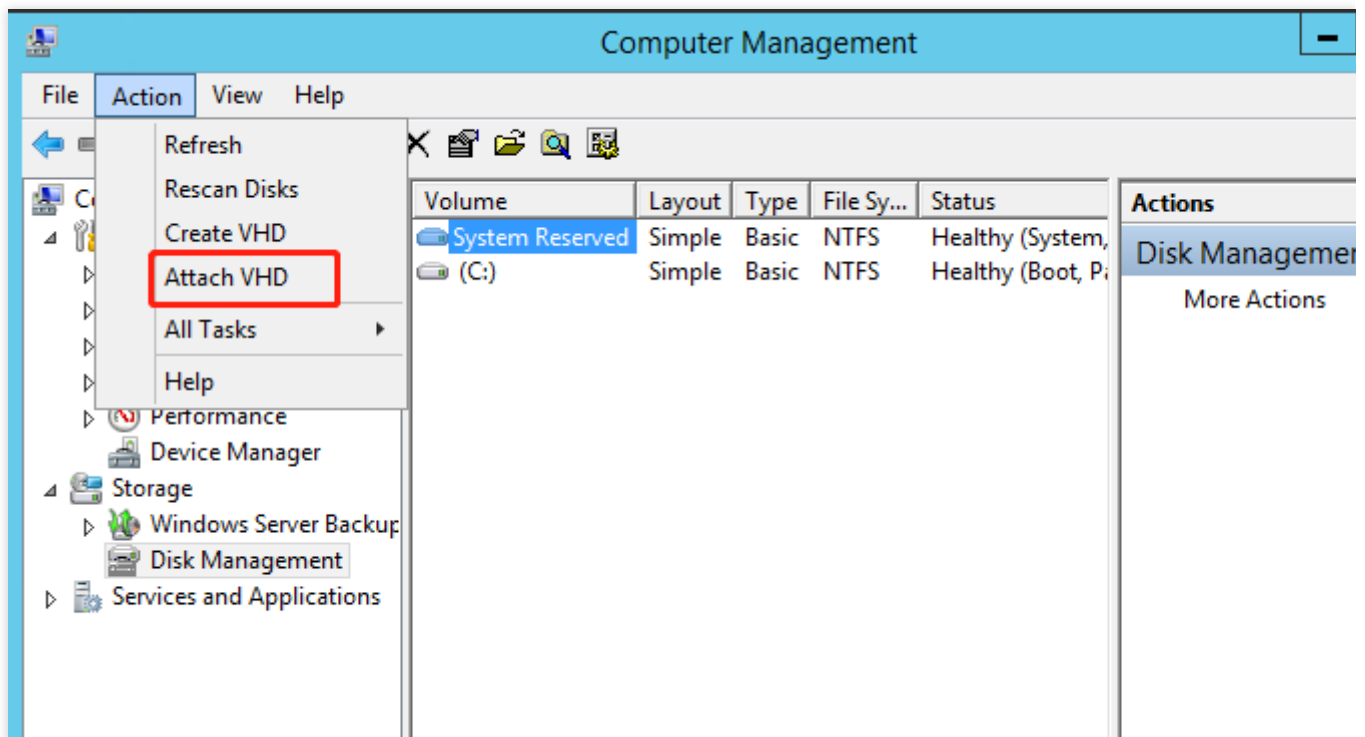 Computer Management
File Action View Help
Refresh
Rescan Disks
Create VHD
Attach VHD
All Tasks
Help
Performance
Device Manager
Storage
Windows Server Backup
Disk Management
Services and Applications
Volume Layout Type File Sy... Status
System Reserved Simple Basic NTFS Healthy (System,
(C:) Simple Basic NTFS Healthy (Boot,
Actions
Disk Management
More Actions